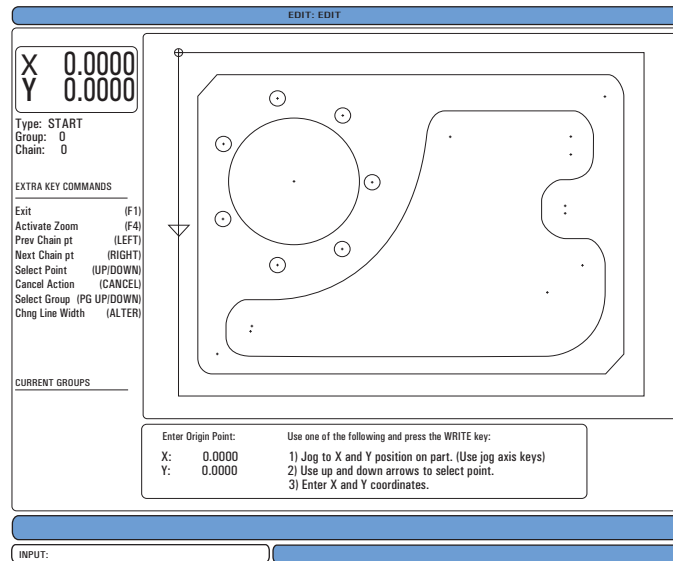 EDIT: EDIT
X 0.0000
Y 0.0000
Type: START
Group: 0
Chain: 0
EXTRA KEY COMMANDS
Exit (F1)
Activate Zoom (F4)
Prev Chain pt (LEFT)
Next Chain pt (RIGHT)
Select Point (UP/DOWN)
Cancel Action (CANCEL)
Select Group (PG UP/DOWN)
Chng Line Width (ALTER)
CURRENT GROUPS
Enter Origin Point:
X: 0.0000
Y: 0.0000
Use one of the following and press the WRITE key:
1) Jog to X and Y position on part. (Use jog axis keys)
2) Use up and down arrows to select point.
3) Enter X and Y coordinates.
INPUT: